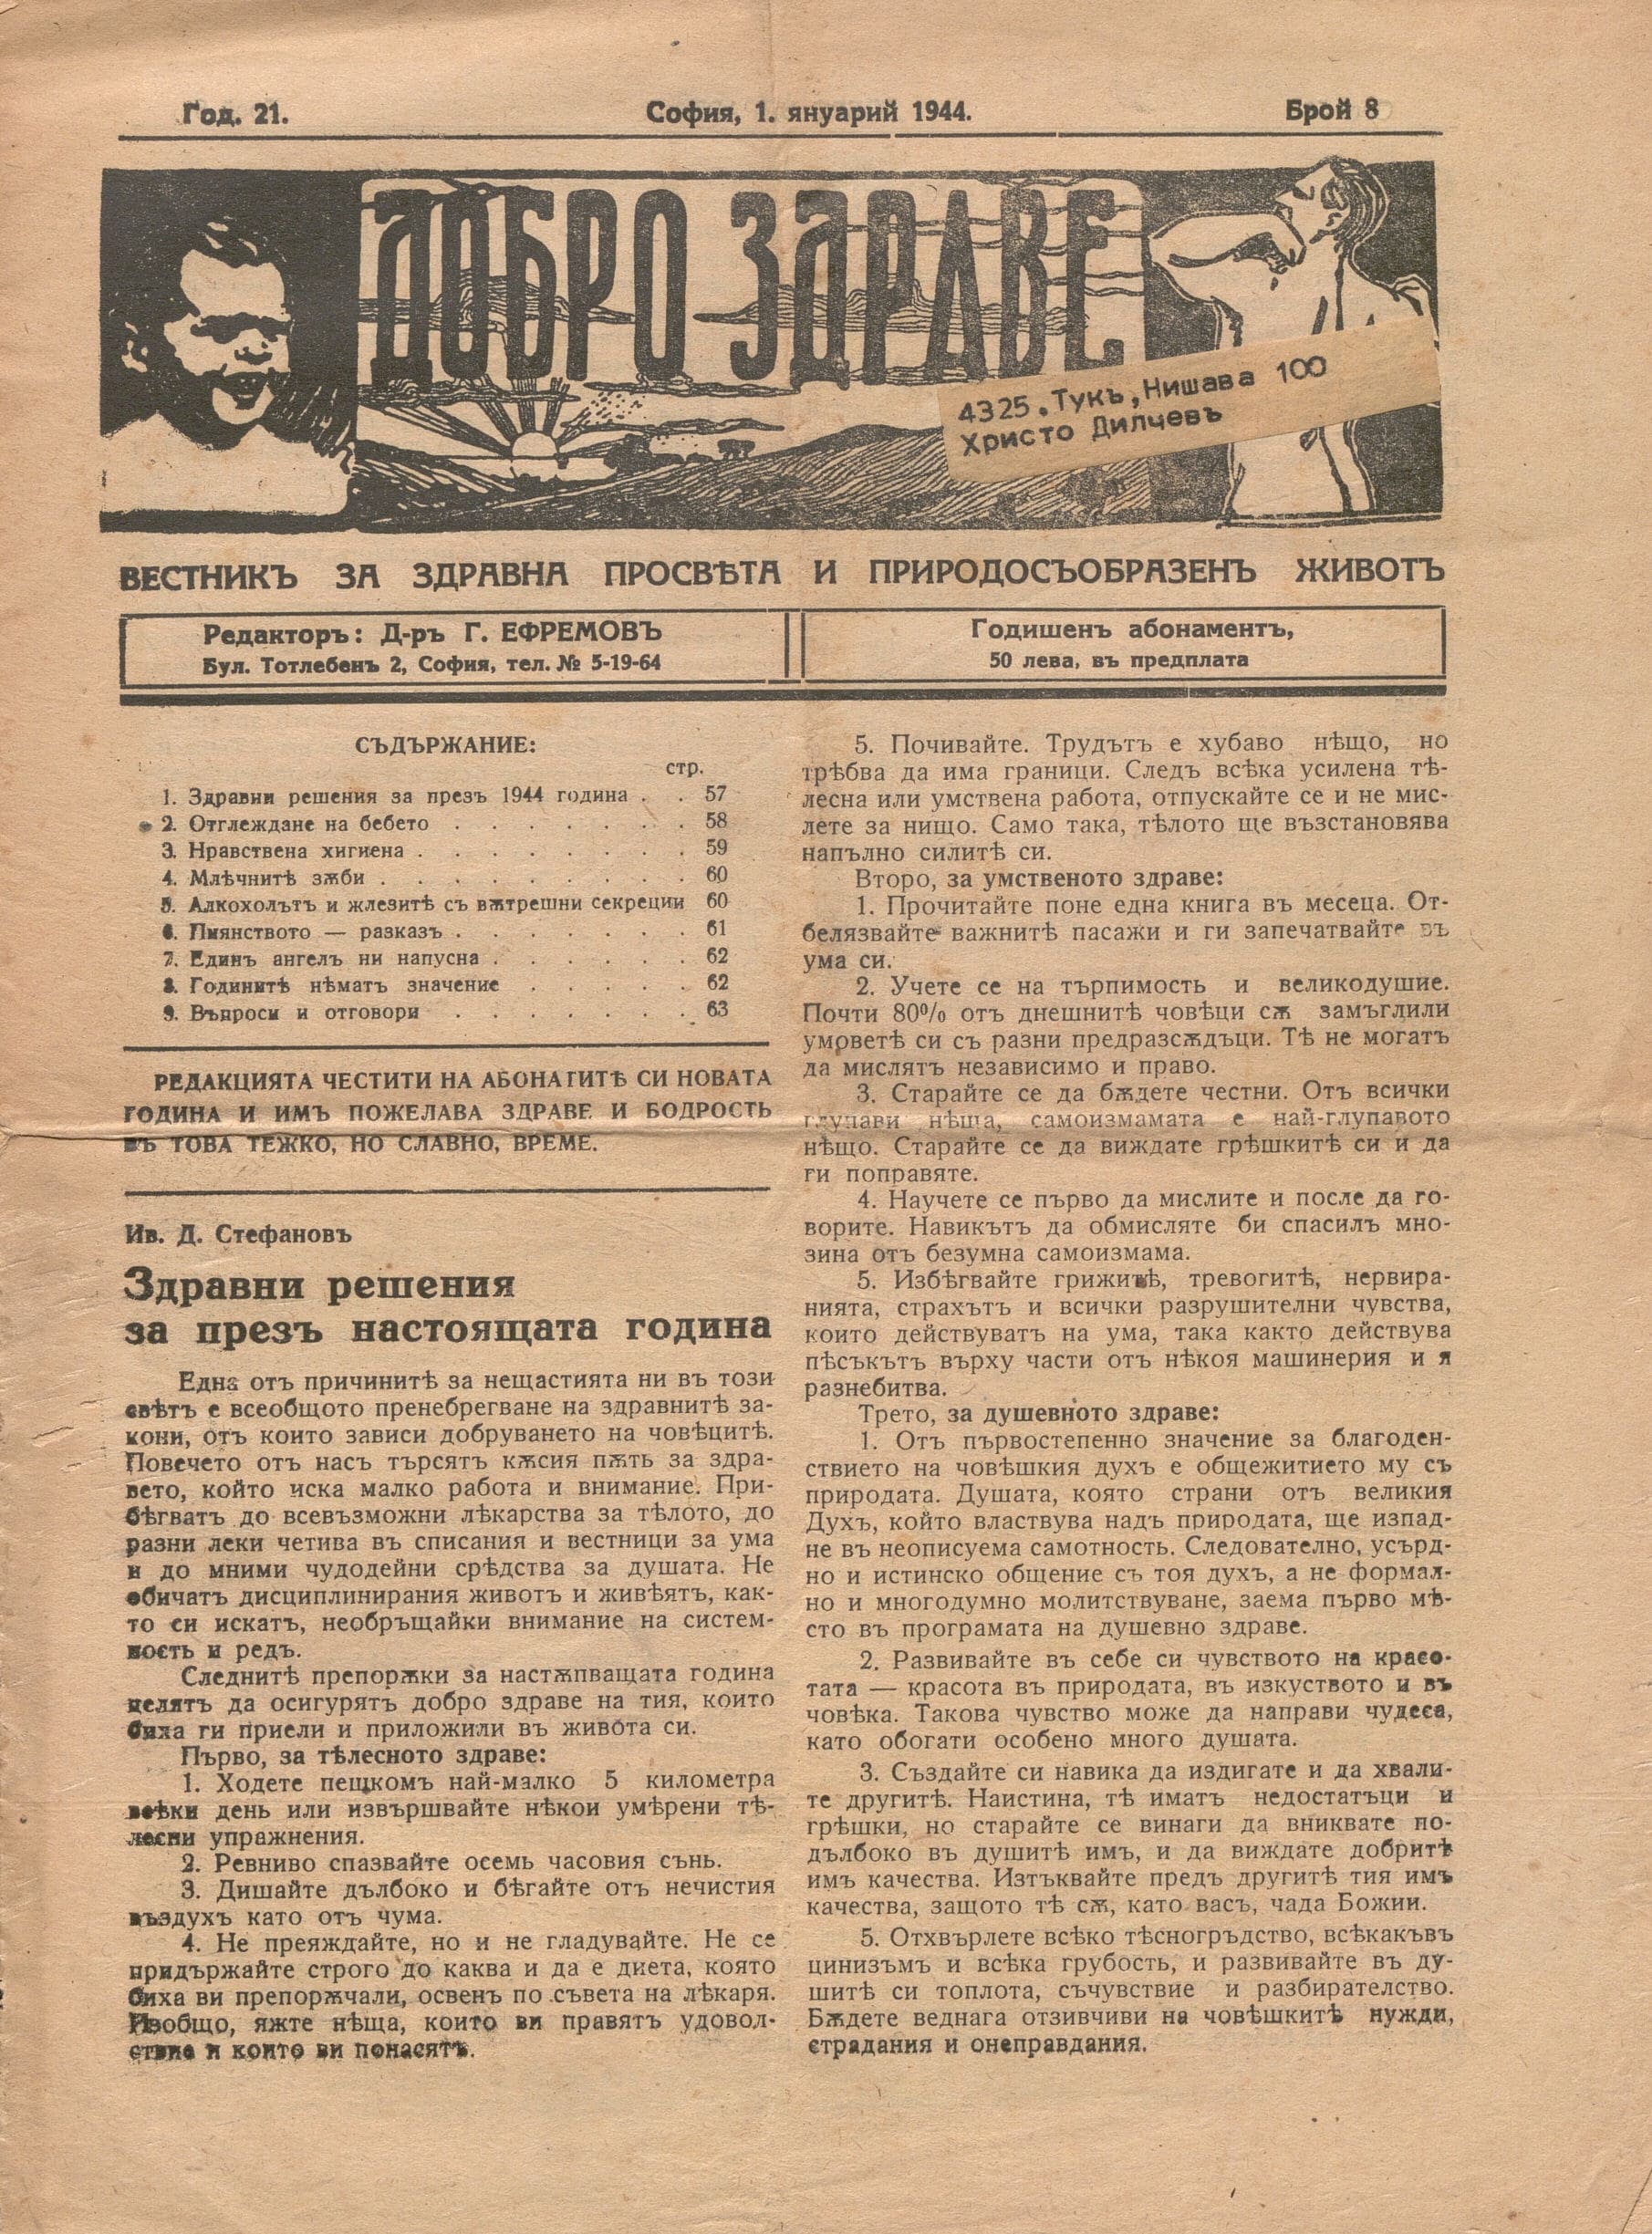 Год. 21.
София, 1. януарий 1944.
Брой 8
ДОБРО ЗДРАВЕ
4325.Тукъ,Нишава 100
Христо Дилчевъ
ВЕСТНИКЪ ЗА ЗДРАВНА ПРОСВѢТА И ПРИРОДОСЪОБРАЗЕНЪ ЖИВОТЪ
Редакторъ: Д-ръ Г. ЕФРЕМОВЪ
Бул. Тотлебенъ 2, София, тел. № 5-19-64
Годишенъ абонаментъ,
50 лева, въ предплата
СЪДЪРЖАНИЕ:
стр.
1. Здравни решения за презъ 1944 година . . 57
2. Отглеждане на бебето . . . . . . . 58
3. Нравствена хигиена . . . . . . . . 59
4. Млѣчнитѣ зѫби . . . . . . . . . 60
5. Алкохолътъ и жлезитѣ съ вѫтрешни секреции 60
6. Пиянството — разказъ . . . . . . . 61
7. Единъ ангелъ ни напусна . . . . . . 62
8. Годинитѣ нѣматъ значение . . . . . 62
9. Въпроси и отговори . . . . . . . 63
РЕДАКЦИЯТА ЧЕСТИТИ НА АБОНАТИТѢ СИ НОВАТА
ГОДИНА И ИМЪ ПОЖЕЛАВА ЗДРАВЕ И БОДРОСТЬ
ВЪ ТОВА ТЕЖКО, НО СЛАВНО, ВРЕМЕ.
Ив. Д. Стефановъ
Здравни решения
за презъ настоящата година
Една отъ причинитѣ за нещастията ни въ този
свѣтъ е всеобщото пренебрегване на здравнитѣ за-
кони, отъ които зависи добруването на човѣцитѣ.
Повечето отъ насъ търсятъ кѫсия пѫть за здра-
вето, който иска малко работа и внимание. При-
бѣгватъ до всевъзможни лѣкарства за тѣлото, до
разни леки четива въ списания и вестници за ума
и до мними чудодейни срѣдства за душата. Не
обичатъ дисциплинирания животъ и живѣятъ, как-
то си искатъ, необръщайки внимание на систем-
ность и редъ.
Следнитѣ препорѫки за настѫпващата година
целятъ да осигурятъ добро здраве на тия, които
биха ги приели и приложили въ живота си.
Първо, за тѣлесното здраве:
1. Ходете пешкомъ най-малко 5 километра
всѣки день или извършвайте нѣкои умѣрени тѣ-
лесни упражнения.
2. Ревниво спазвайте осемь часовия сънь.
3. Дишайте дълбоко и бѣгайте отъ нечистия
въздухъ като отъ чума.
4. Не преяждайте, но и не гладувайте. Не се
придържайте строго до каква и да е диета, която
биха ви препорѫчали, освенъ по съвета на лѣкаря.
Изобщо, яжте нѣща, които ви правятъ удовол-
ствие и които ви понасятъ.
5. Почивайте. Трудътъ е хубаво нѣщо, но
трѣбва да има граници. Следъ всѣка усилена тѣ-
лесна или умствена работа, отпускайте се и не мис-
лете за нищо. Само така, тѣлото ще възстановява
напълно силитѣ си.
Второ, за умственото здраве:
1. Прочитайте поне една книга въ месеца. От-
белязвайте важнитѣ пасажи и ги запечатвайте въ
ума си.
2. Учете се на търпимость и великодушие.
Почти 80% отъ днешнитѣ човѣци сѫ замъглили
умоветѣ си съ разни предразсѫдъци. Тѣ не могатъ
да мислятъ независимо и право.
3. Старайте се да бѫдете честни. Отъ всички
глупави нѣща, самоизмамата е най-глупавото
нѣщо. Старайте се да виждате грѣшкитѣ си и да
ги поправяте.
4. Научете се първо да мислите и после да го-
ворите. Навикътъ да обмисляте би спасилъ мно-
зина отъ безумна самоизмама.
5. Избѣгвайте грижитѣ, тревогитѣ, нервира-
нията, страхътъ и всички разрушителни чувства,
които действуватъ на ума, така както действува
пѣсъкътъ върху части отъ нѣкоя машинерия и я
разнебитва.
Трето, за душевното здраве:
1. Отъ първостепенно значение за благоден-
ствието на човѣшкия духъ е общежитието му съ
природата. Душата, която страни отъ великия
Духъ, който властвува надъ природата, ще изпад-
не въ неописуема самотность. Следователно, усърд-
но и истинско общение съ тоя духъ, а не формал-
но и многодумно молитствуване, заема първо мѣ-
сто въ програмата на душевно здраве.
2. Развивайте въ себе си чувството на красо-
тата — красота въ природата, въ изкуството и въ
човѣка. Такова чувство може да направи чудеса,
като обогати особено много душата.
3. Създайте си навика да издигате и да хвали-
те другитѣ. Наистина, тѣ иматъ недостатъци и
грѣшки, но старайте се винаги да вниквате по-
дълбоко въ душитѣ имъ, и да виждате добритѣ
имъ качества. Изтъквайте предъ другитѣ тия имъ
качества, защото тѣ сѫ, като васъ, чада Божии.
5. Отхвърлете всѣко тѣсногръдство, всѣкакъвъ
цинизъмъ и всѣка грубость, и развивайте въ ду-
шитѣ си топлота, съчувствие и разбирателство.
Бѫдете веднага отзивчиви на човѣшкитѣ нужди,
страдания и онеправдания.